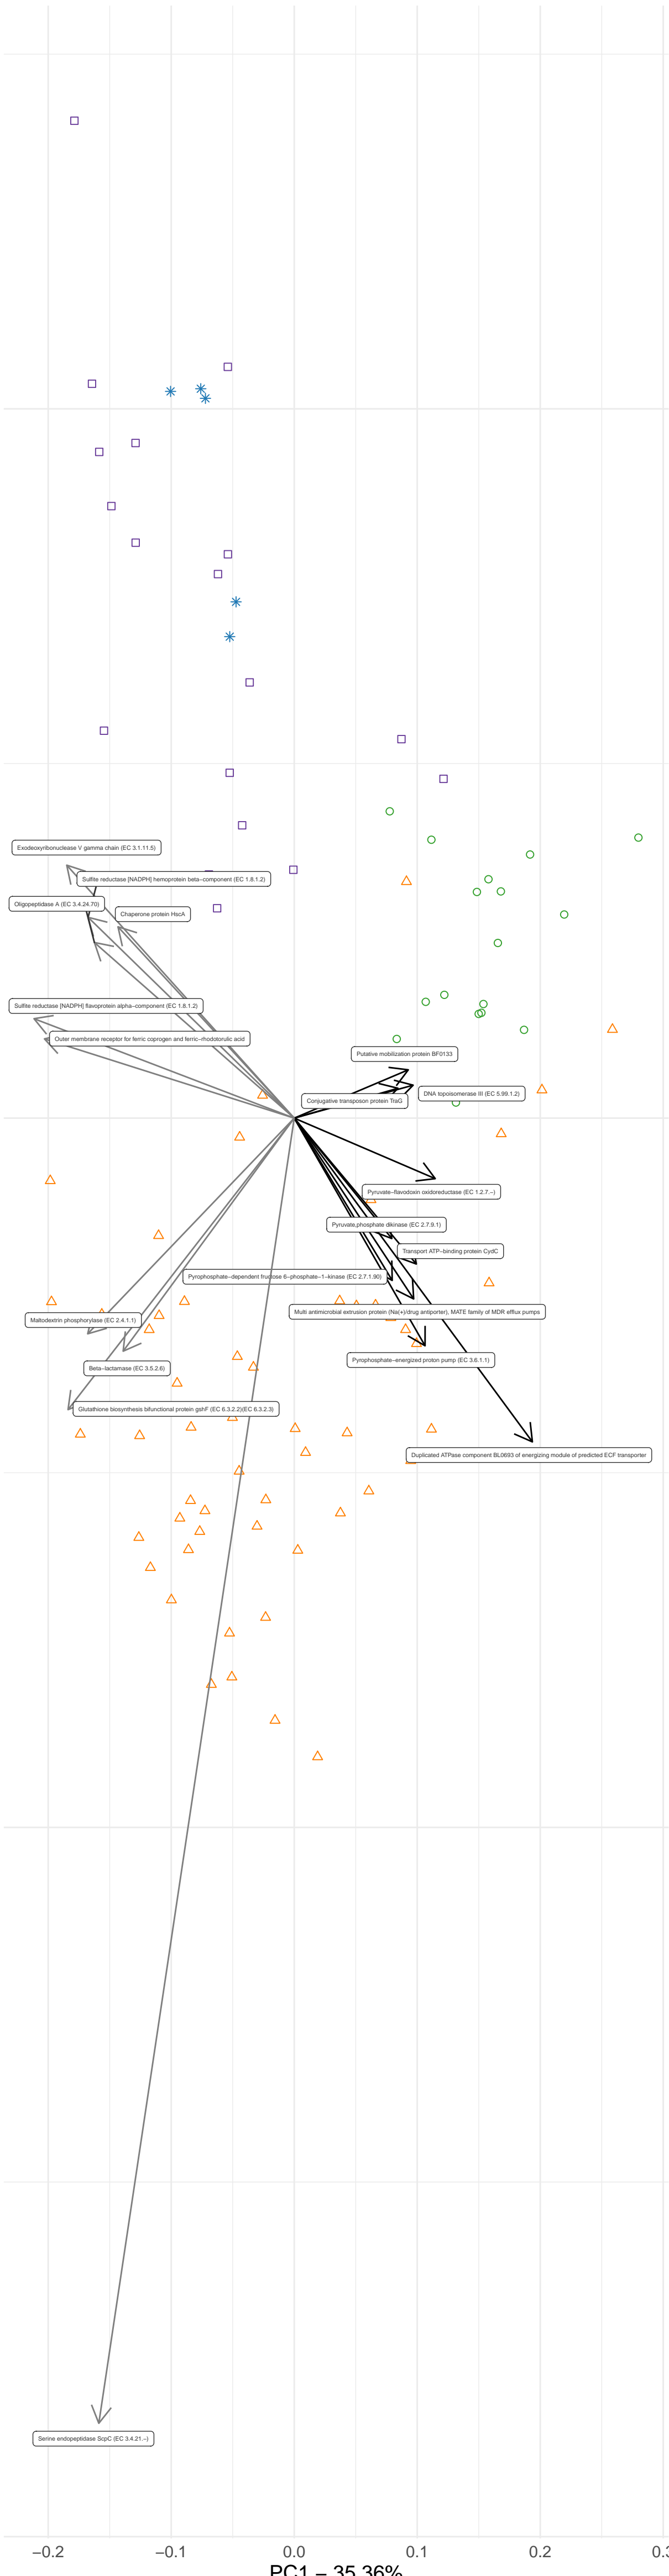 Exodeoxyribonuclease V gamma chain (EC 3.1.11.5)
Sulfite reductase [NADPH] hemoprotein beta−component (EC 1.8.1.2)
Oligopeptidase A (EC 3.4.24.70)
Chaperone protein HscA
Sulfite reductase [NADPH] flavoprotein alpha−component (EC 1.8.1.2)
Outer membrane receptor for ferric coprogen and ferric−rhodotorulic acid
Putative mobilization protein BF0133
DNA topoisomerase III (EC 5.99.1.2)
Conjugative transposon protein TraG
Pyruvate−flavodoxin oxidoreductase (EC 1.2.7.−)
Pyruvate,phosphate dikinase (EC 2.7.9.1)
Transport ATP−binding protein CydC
Pyrophosphate−dependent fructose 6−phosphate−1−kinase (EC 2.7.1.90)
Multi antimicrobial extrusion protein (Na(+)/drug antiporter), MATE family of MDR efflux pumps
Maltodextrin phosphorylase (EC 2.4.1.1)
Pyrophosphate−energized proton pump (EC 3.6.1.1)
Beta−lactamase (EC 3.5.2.6)
Glutathione biosynthesis bifunctional protein gshF (EC 6.3.2.2)(EC 6.3.2.3)
Duplicated ATPase component BL0693 of energizing module of predicted ECF transporter
Serine endopeptidase ScpC (EC 3.4.21.−)
−0.2 −0.1 0.0 0.1 0.2
PC1 − 35.36%